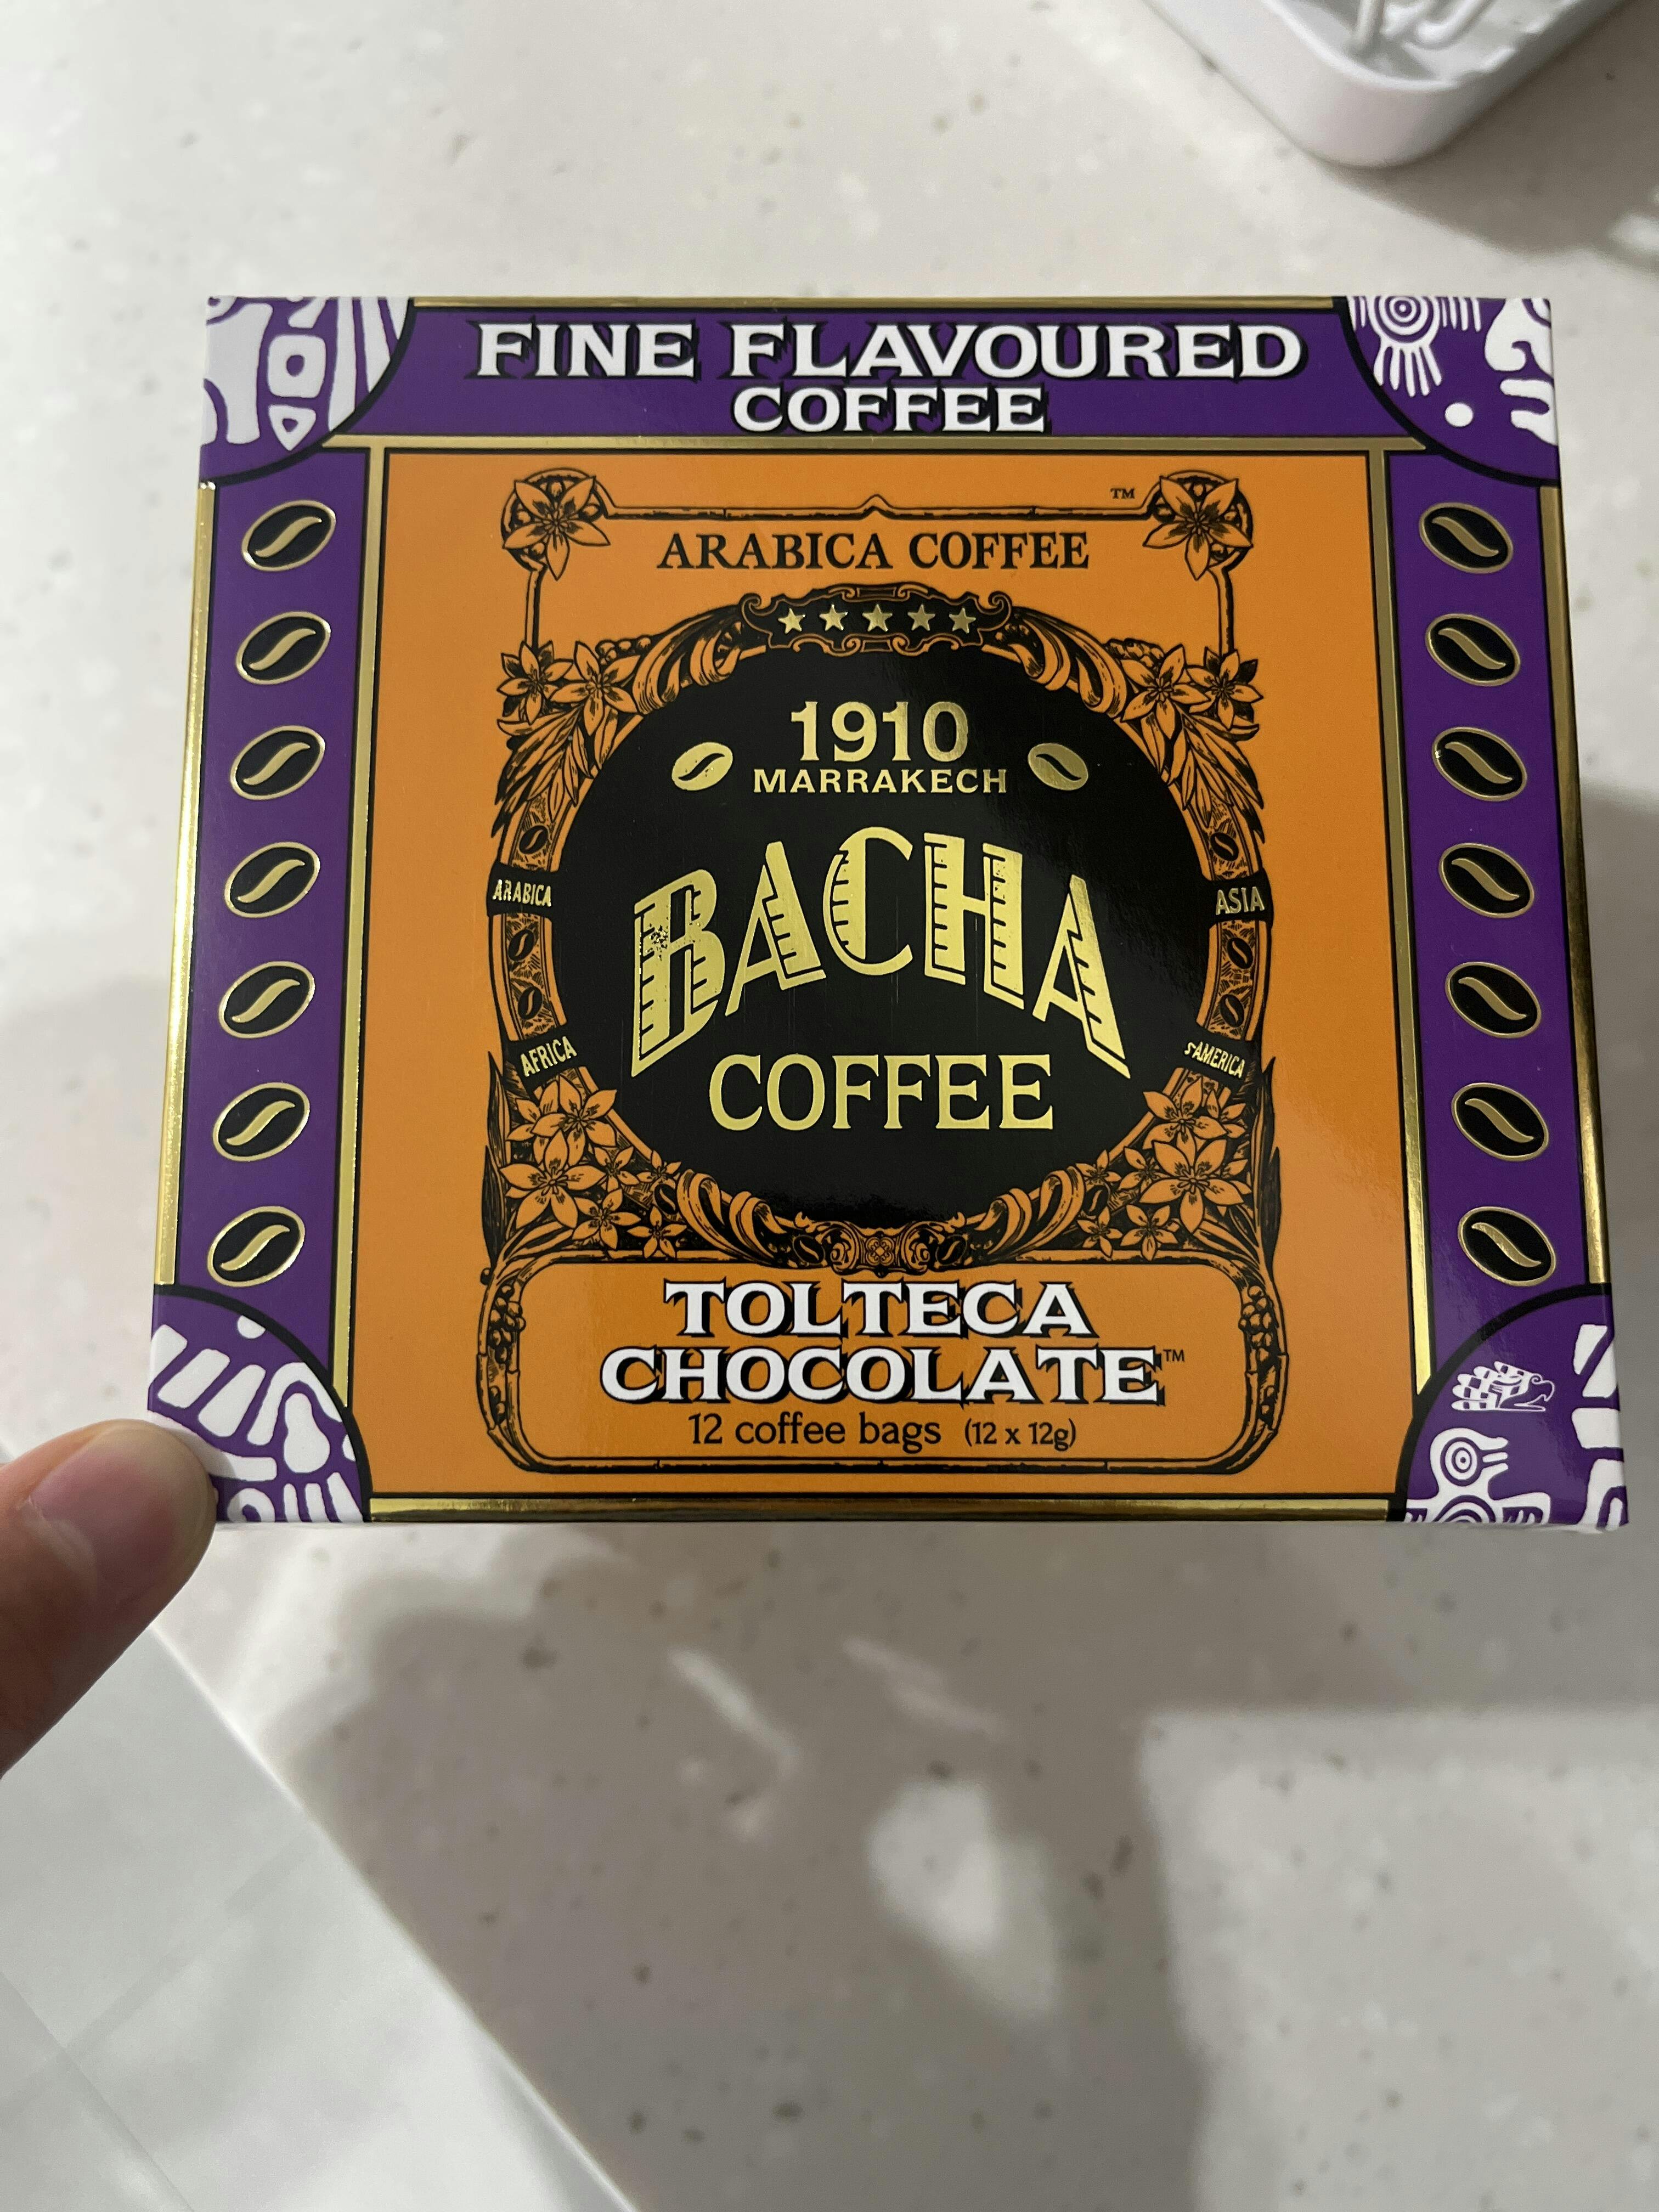 FINE FLAVOURED
COFFEE
™
ARABICA COFFEE
1910
MARRAKECH
BACHA
COFFEE
ARABICA
ASIA
AFRICA
S.AMERICA
TOLTECA
CHOCOLATE™
12 coffee bags (12 x 12g)